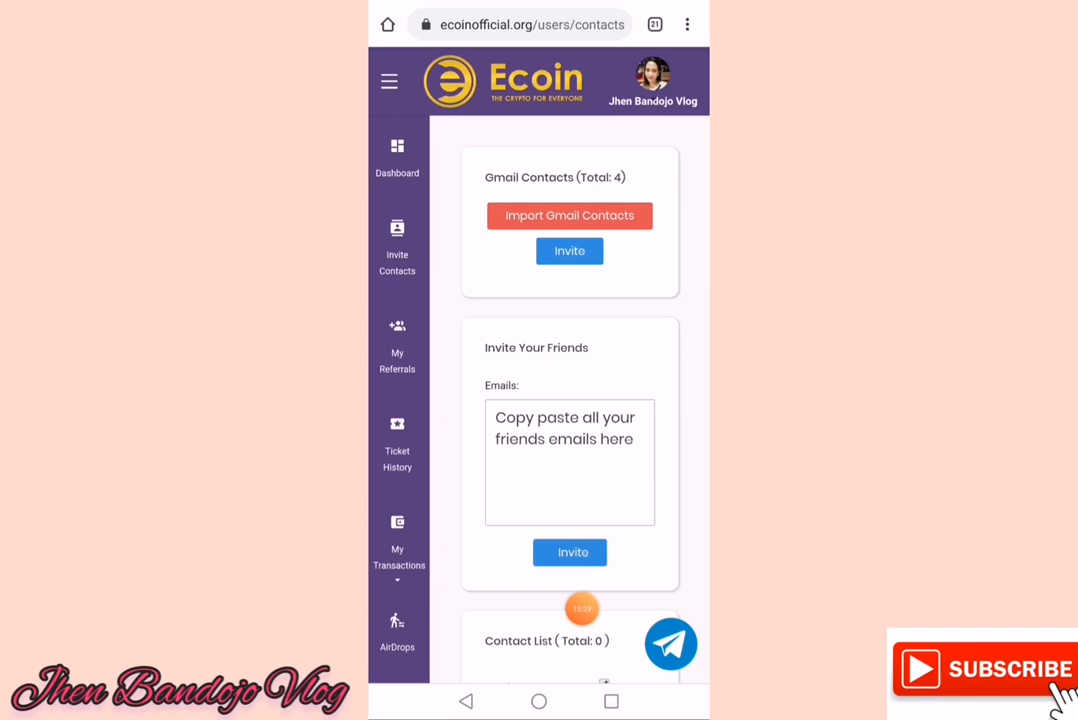 ecoinofficial.org/users/contacts
21
Ecoin
THE CRYPTO FOR EVERYONE
Jhen Bandojo Vlog
Dashboard
Invite
Contacts
My
Referrals
Ticket
History
My
Transactions
AirDrops
Gmail Contacts (Total: 4)
Import Gmail Contacts
Invite
Invite Your Friends
Emails:
Copy paste all your
friends emails here
Invite
13:29
Contact List ( Total: 0 )
Jhen Bandojo Vlog
SUBSCRIBE